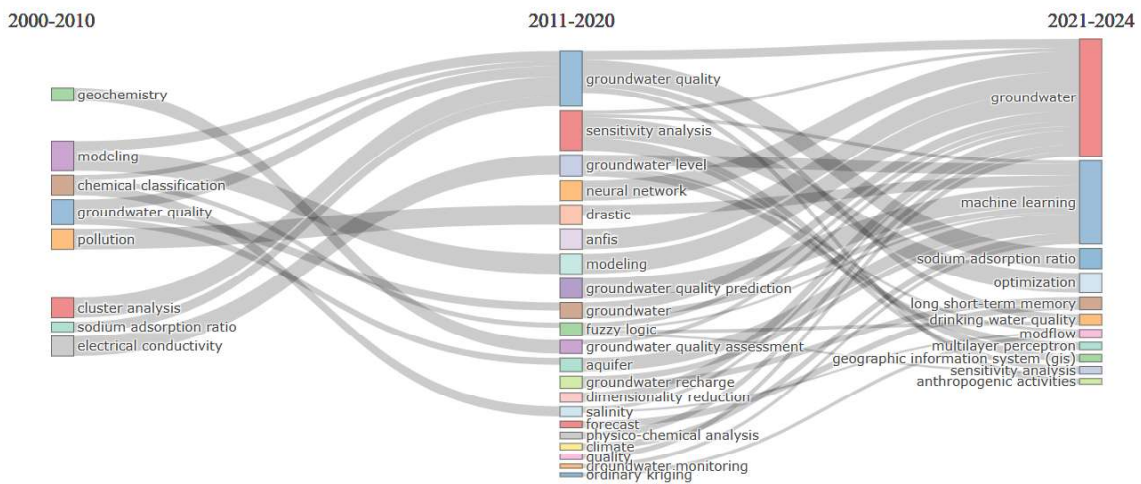 2000-2010
2011-2020
2021-2024
geochemistry
modeling
chemical classification
groundwater quality
pollution
cluster analysis
sodium adsorption ratio
electrical conductivity
groundwater quality
sensitivity analysis
groundwater level
neural network
drastic
anfis
modeling
groundwater quality prediction
groundwater
fuzzy logic
groundwater quality assessment
aquifer
groundwater recharge
dimensionality reduction
salinity
forecast
physico-chemical analysis
climate
quality
groundwater monitoring
ordinary kriging
groundwater
machine learning
sodium adsorption ratio
optimization
long short-term memory
drinking water quality
modflow
multilayer perceptron
geographic information system (gis)
sensitivity analysis
anthropogenic activities